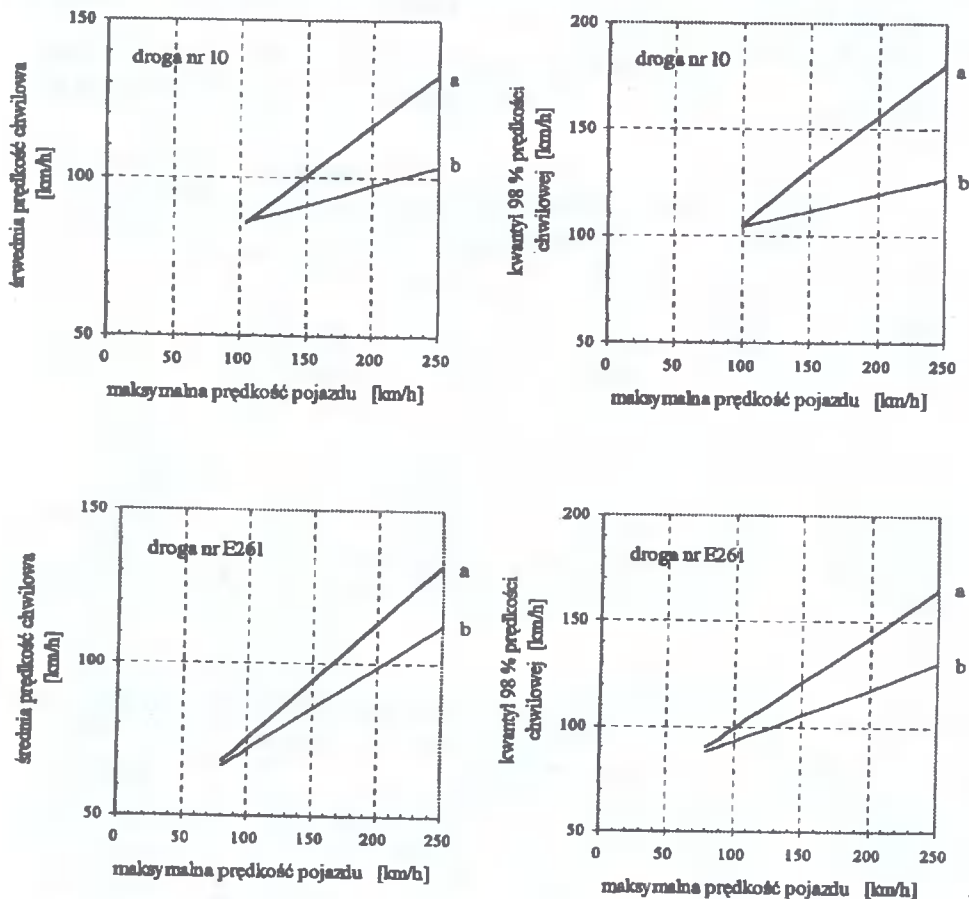 150
100
50
średnia prędkość chwilowa
[km/h]
droga nr 10
a
b
0 50 100 150 200 250
maksymalna prędkość pojazdu [km/h]
200
150
100
50
kwantyl 98 % prędkości
chwilowej [km/h]
droga nr 10
a
b
0 50 100 150 200 250
maksymalna prędkość pojazdu [km/h]
150
100
50
średnia prędkość chwilowa
[km/h]
droga nr E261
a
b
0 50 100 150 200 250
maksymalna prędkość pojazdu [km/h]
200
150
100
50
kwantyl 98 % prędkości
chwilowej [km/h]
droga nr E261
a
b
0 50 100 150 200 250
maksymalna prędkość pojazdu [km/h]